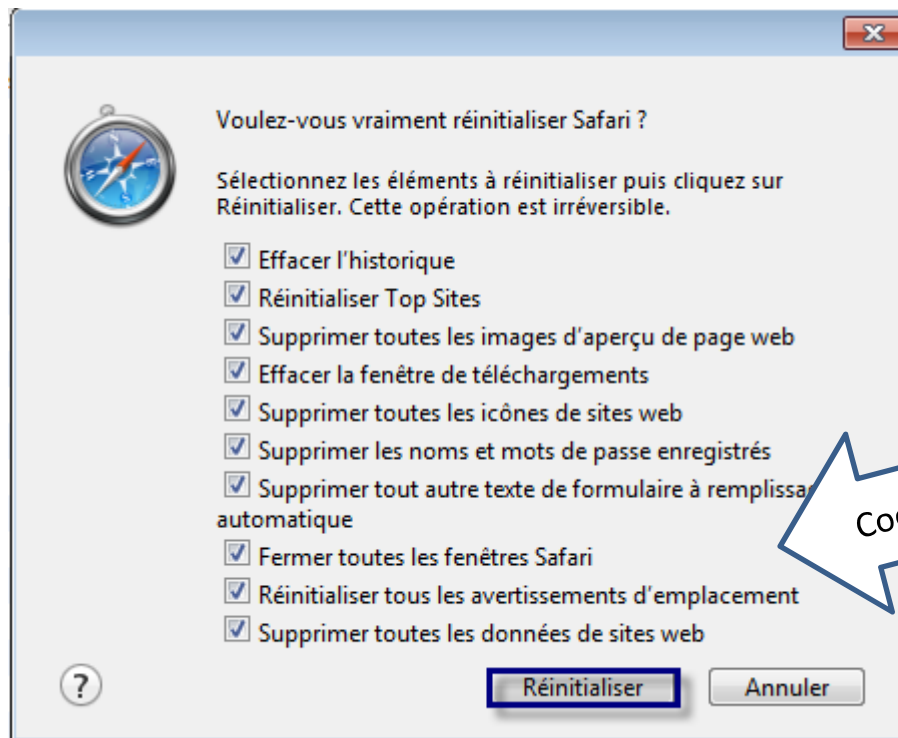 Voulez-vous vraiment réinitialiser Safari ?
Sélectionnez les éléments à réinitialiser puis cliquez sur
Réinitialiser. Cette opération est irréversible.
Effacer l'historique
Réinitialiser Top Sites
Supprimer toutes les images d'aperçu de page web
Effacer la fenêtre de téléchargements
Supprimer toutes les icônes de sites web
Supprimer les noms et mots de passe enregistrés
Supprimer tout autre texte de formulaire à
automatique
Fermer toutes les fenêtres Safari
Réinitialiser tous les avertissements d'emplacement
Supprimer toutes les données de sites web
?
Réinitialiser
Annuler